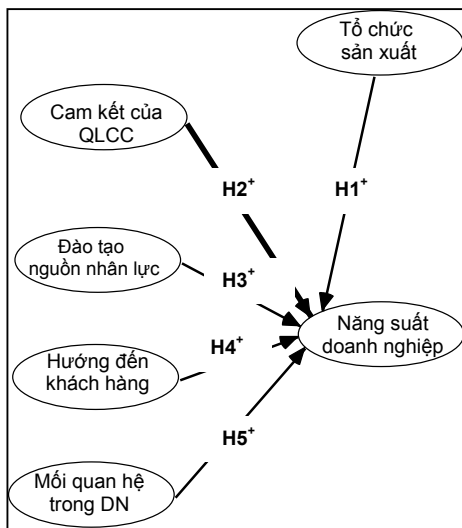 Tổ chức
sản xuất
Cam kết của
QLCC
H2⁺
H1⁺
Đào tạo
nguồn nhân lực
H3⁺
Năng suất
doanh nghiệp
H4⁺
Hướng đến
khách hàng
H5⁺
Mối quan hệ
trong DN